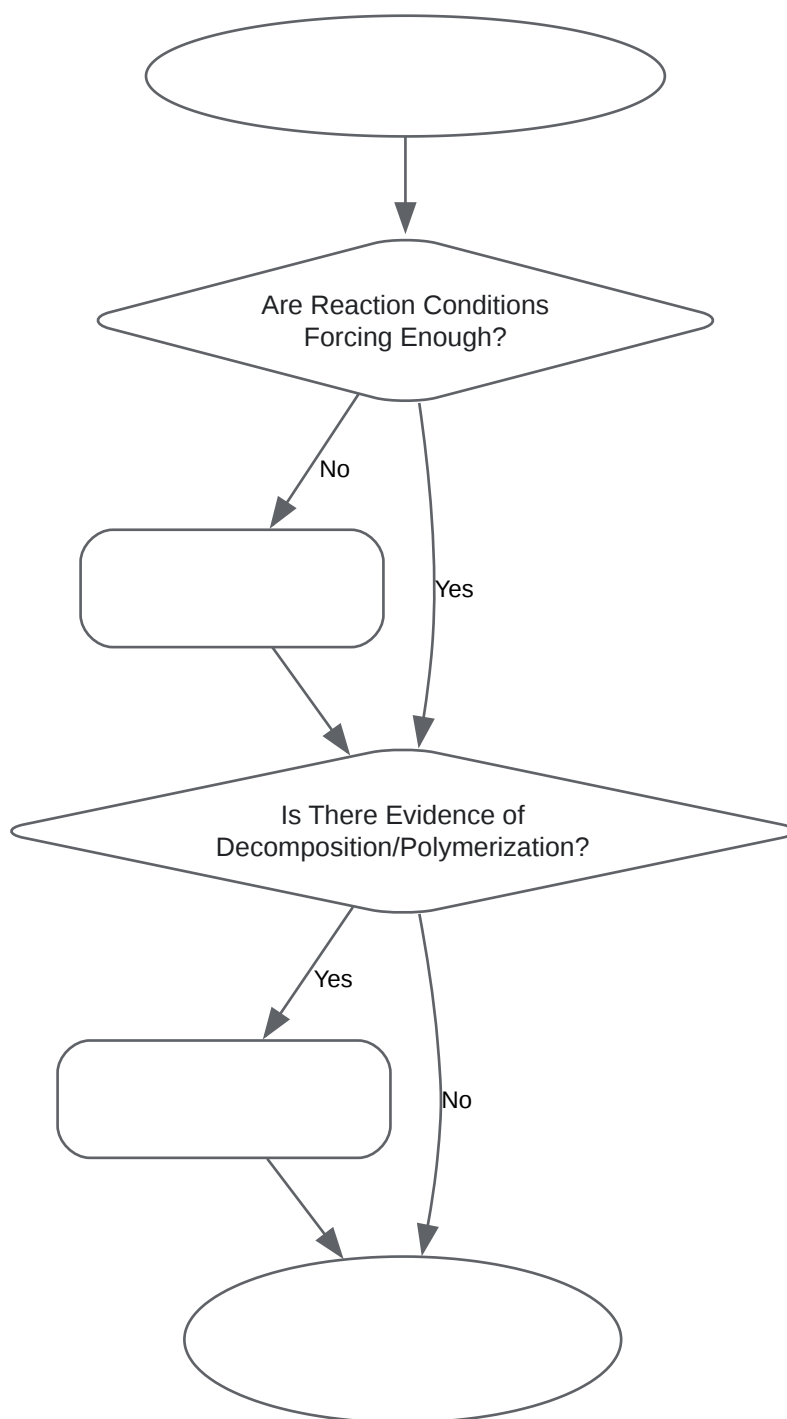 Are Reaction Conditions
Forcing Enough?
No
Yes
Is There Evidence of
Decomposition/Polymerization?
Yes
No